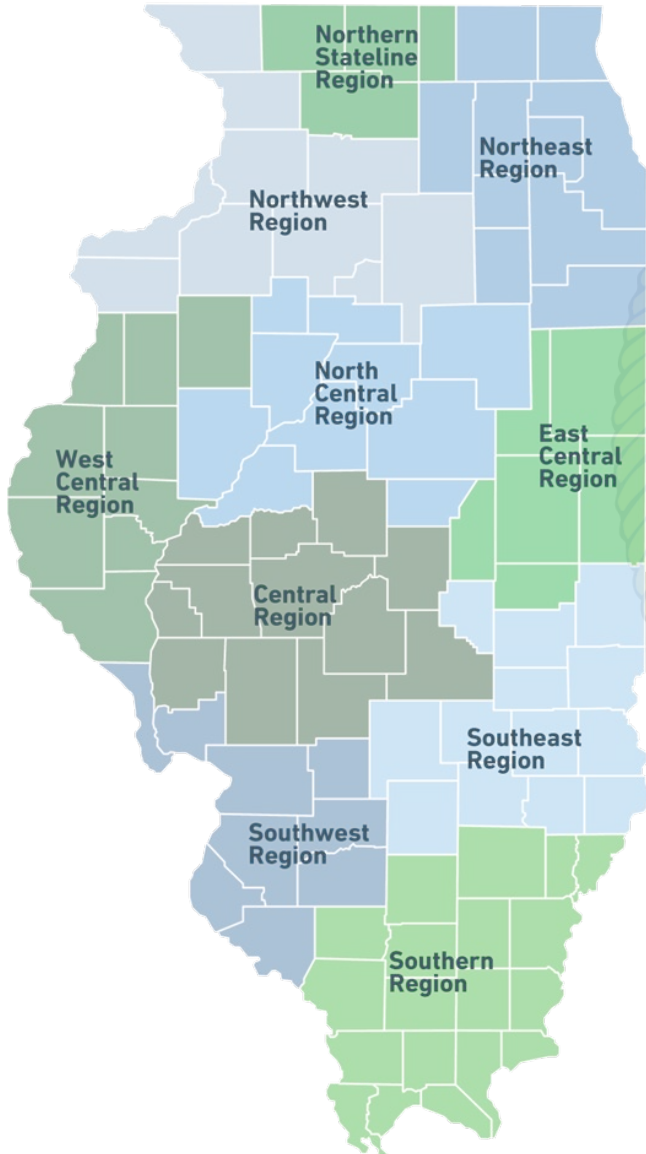 Northern
Stateline
Region
Northeast
Region
Northwest
Region
North
Central
Region
East
Central
Region
West
Central
Region
Central
Region
Southeast
Region
Southwest
Region
Southern
Region